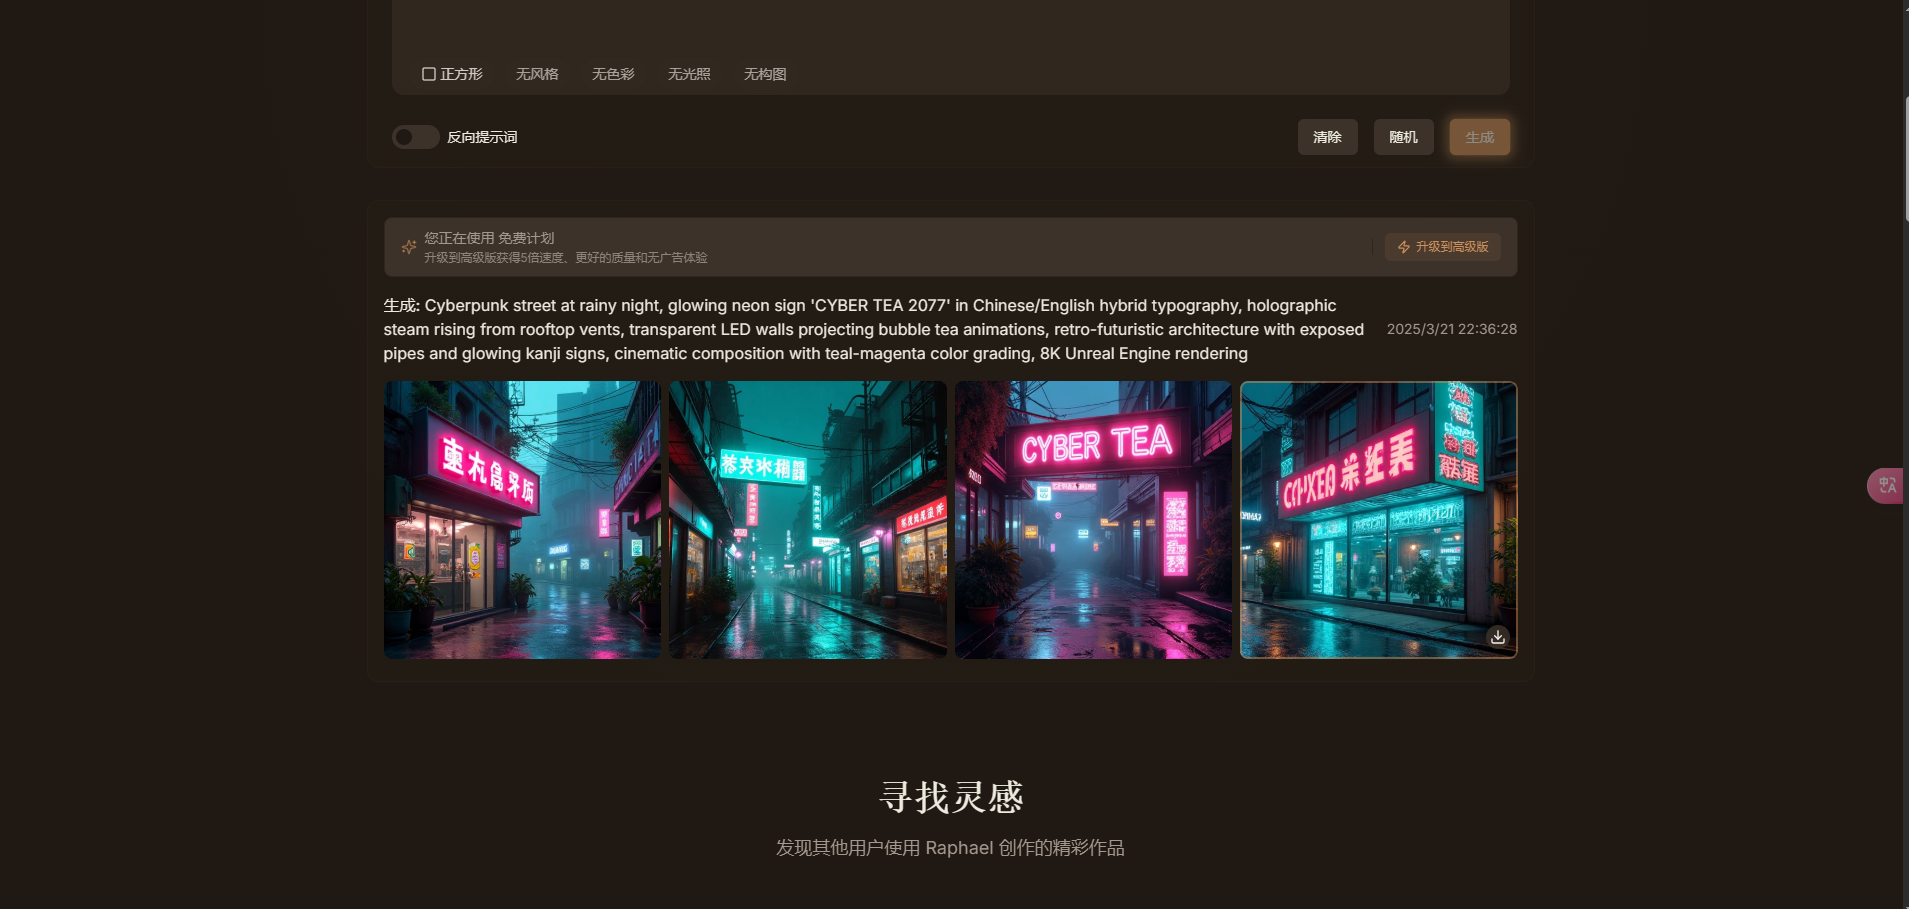 正方形
无风格
无色彩
无光照
无构图
反向提示词
清除
随机
生成
您正在使用 免费计划
升级到高级版获得5倍速度、更好的质量和无广告体验
升级到高级版
生成: Cyberpunk street at rainy night, glowing neon sign 'CYBER TEA 2077' in Chinese/English hybrid typography, holographic
steam rising from rooftop vents, transparent LED walls projecting bubble tea animations, retro-futuristic architecture with exposed
pipes and glowing kanji signs, cinematic composition with teal-magenta color grading, 8K Unreal Engine rendering
2025/3/21 22:36:28
CYBER TEA
寻找灵感
发现其他用户使用 Raphael 创作的精彩作品